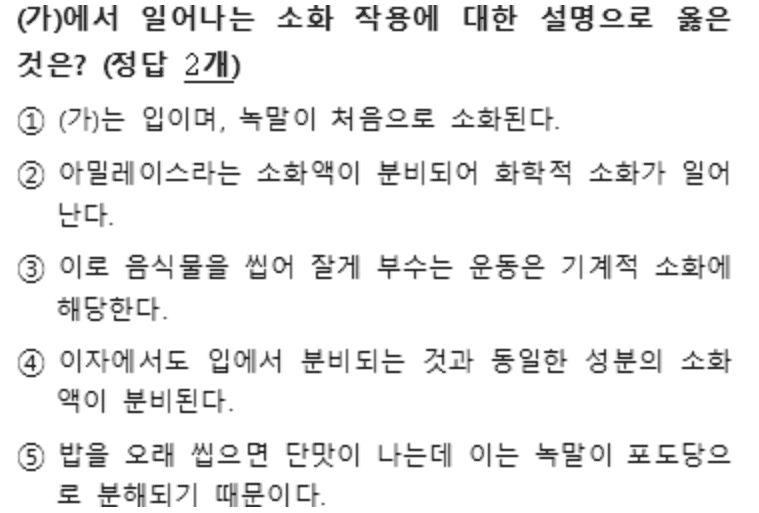 (가)에서 일어나는 소화 작용에 대한 설명으로 옳은
것은? (정답 2개)
① (가)는 입이며, 녹말이 처음으로 소화된다.
② 아밀레이스라는 소화액이 분비되어 화학적 소화가 일어
난다.
③ 이로 음식물을 씹어 잘게 부수는 운동은 기계적 소화에
해당한다.
④ 이자에서도 입에서 분비되는 것과 동일한 성분의 소화
액이 분비된다.
⑤ 밥을 오래 씹으면 단맛이 나는데 이는 녹말이 포도당으
로 분해되기 때문이다.